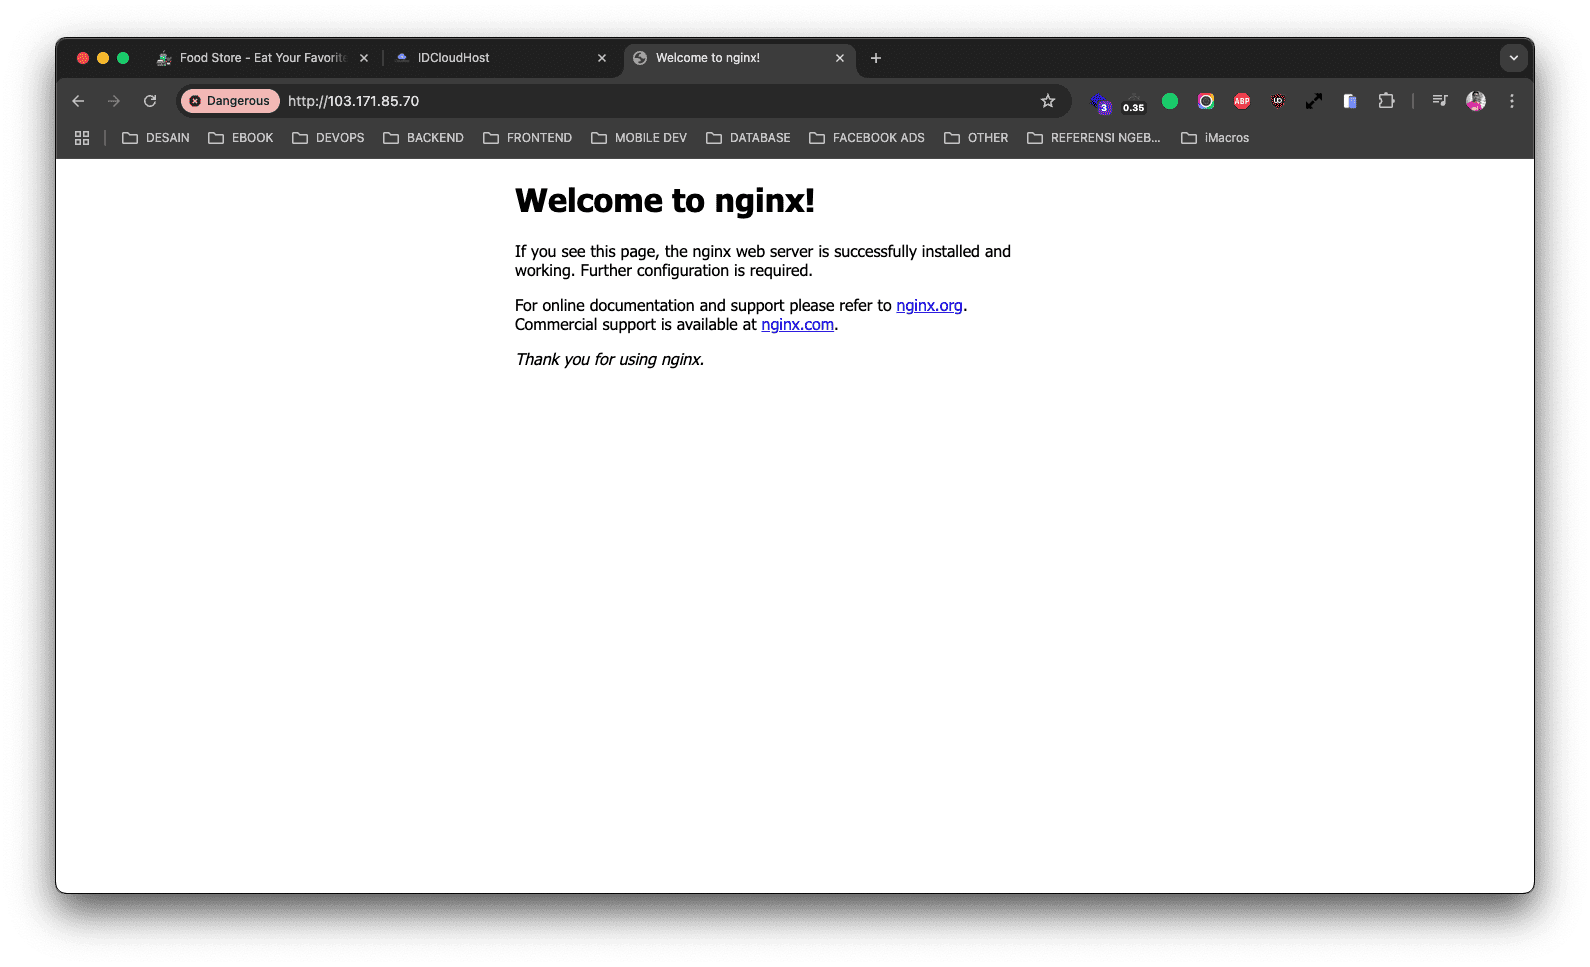 Food Store - Eat Your Favorite
IDCloudHost
Welcome to nginx!
Dangerous
http://103.171.85.70
3
0.35
ABP
DESAIN
EBOOK
DEVOPS
BACKEND
FRONTEND
MOBILE DEV
DATABASE
FACEBOOK ADS
OTHER
REFERENSI NGEB...
iMacros
Welcome to nginx!
If you see this page, the nginx web server is successfully installed and
working. Further configuration is required.
For online documentation and support please refer to nginx.org.
Commercial support is available at nginx.com.
Thank you for using nginx.